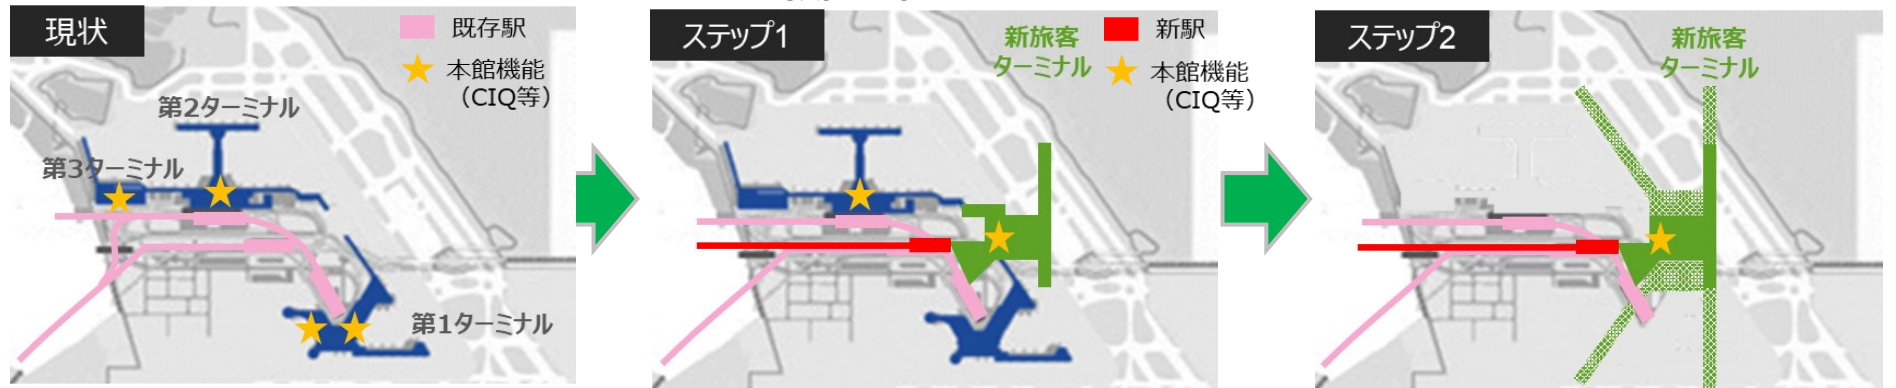 現状
既存駅
本館機能
(CIQ等)
第2ターミナル
第3ターミナル
第1ターミナル
ステップ1
新旅客
ターミナル
新駅
本館機能
(CIQ等)
ステップ2
新旅客
ターミナル